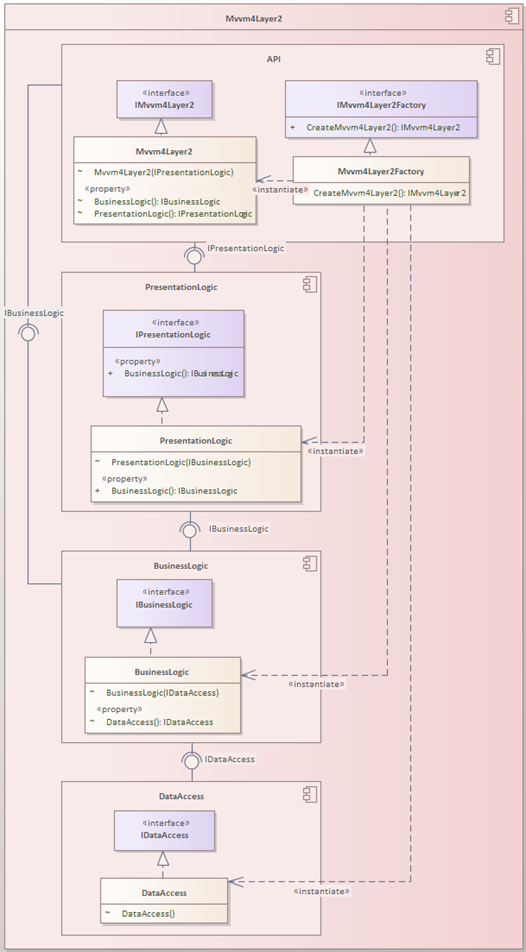 Mvvm4Layer2
API
«interface»
IMvvm4Layer2
«interface»
IMvvm4Layer2Factory
+ CreateMvvm4Layer2(): IMvvm4Layer2
Mvvm4Layer2
~ Mvvm4Layer2(IPresentationLogic)
«property»
~ BusinessLogic(): IBusinessLogic
~ PresentationLogic(): IPresentationLogic
«instantiate»
Mvvm4Layer2Factory
CreateMvvm4Layer2(): IMvvm4Layer2
IPresentationLogic
IBusinessLogic
PresentationLogic
«interface»
IPresentationLogic
«property»
+ BusinessLogic(): IBusinessLogic
PresentationLogic
~ PresentationLogic(IBusinessLogic)
«property»
+ BusinessLogic(): IBusinessLogic
«instantiate»
IBusinessLogic
BusinessLogic
«interface»
IBusinessLogic
BusinessLogic
~ BusinessLogic(IDataAccess)
«property»
~ DataAccess(): IDataAccess
«instantiate»
IDataAccess
DataAccess
«interface»
IDataAccess
DataAccess
~ DataAccess()
«instantiate»